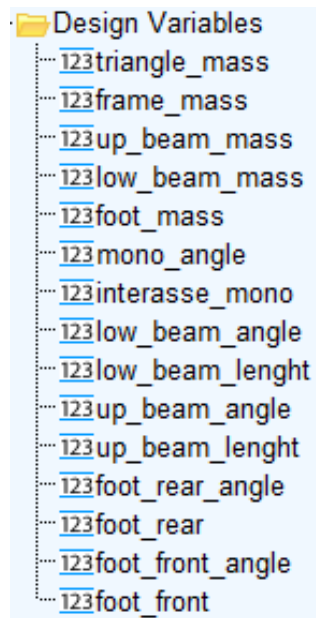 Design Variables
123triangle_mass
123frame_mass
123up_beam_mass
123low_beam_mass
123foot_mass
123mono_angle
123interasse_mono
123low_beam_angle
123low_beam_lenght
123up_beam_angle
123up_beam_lenght
123foot_rear_angle
123foot_rear
123foot_front_angle
123foot_front